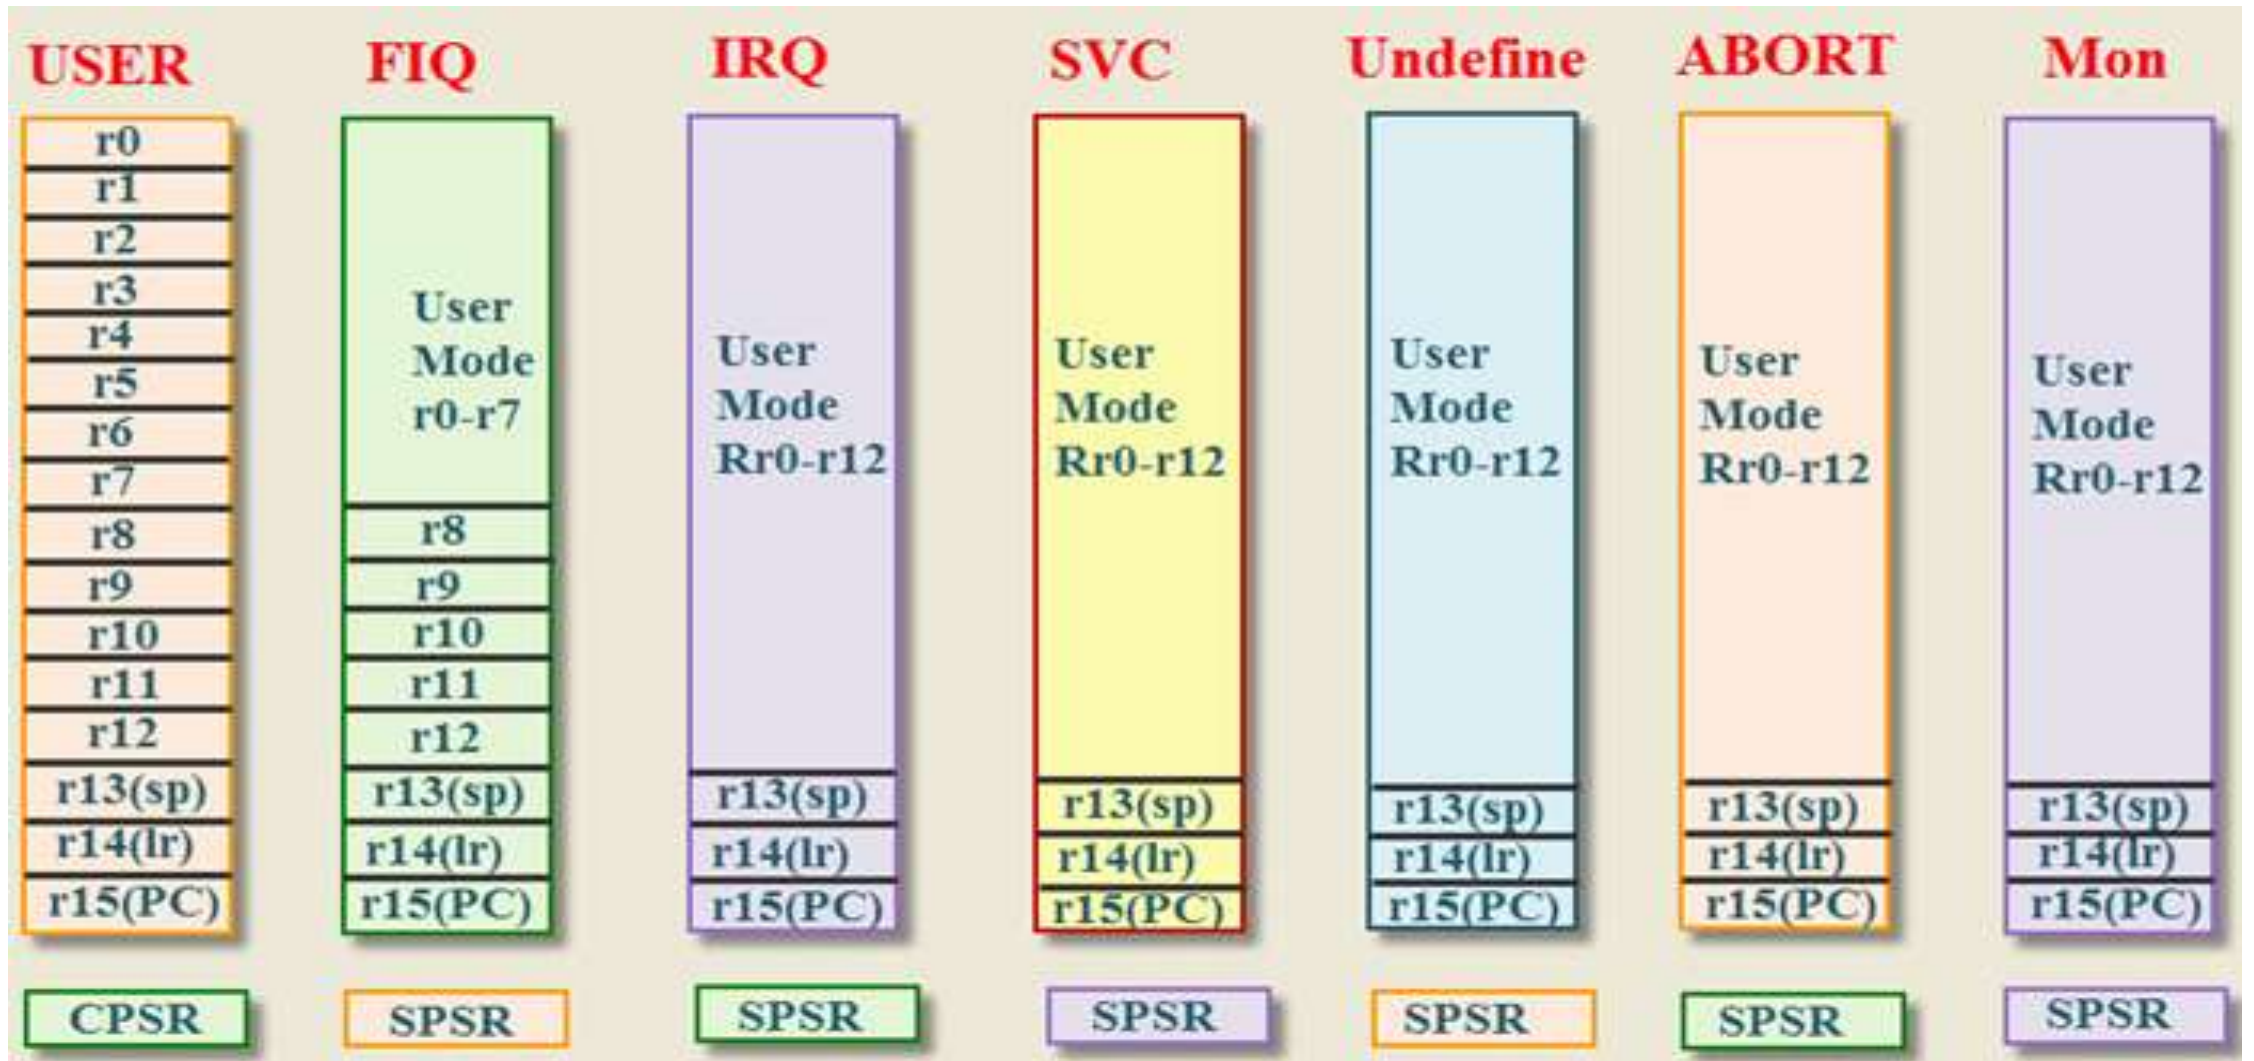 USER
FIQ
IRQ
SVC
Undefine
ABORT
Mon
r0
r1
r2
r3
r4
r5
r6
r7
r8
r9
r10
r11
r12
r13(sp)
r14(lr)
r15(PC)
CPSR
User
Mode
r0-r7
r8
r9
r10
r11
r12
r13(sp)
r14(lr)
r15(PC)
SPSR
User
Mode
Rr0-r12
r13(sp)
r14(lr)
r15(PC)
SPSR
User
Mode
Rr0-r12
r13(sp)
r14(lr)
r15(PC)
SPSR
User
Mode
Rr0-r12
r13(sp)
r14(lr)
r15(PC)
SPSR
User
Mode
Rr0-r12
r13(sp)
r14(lr)
r15(PC)
SPSR
User
Mode
Rr0-r12
r13(sp)
r14(lr)
r15(PC)
SPSR